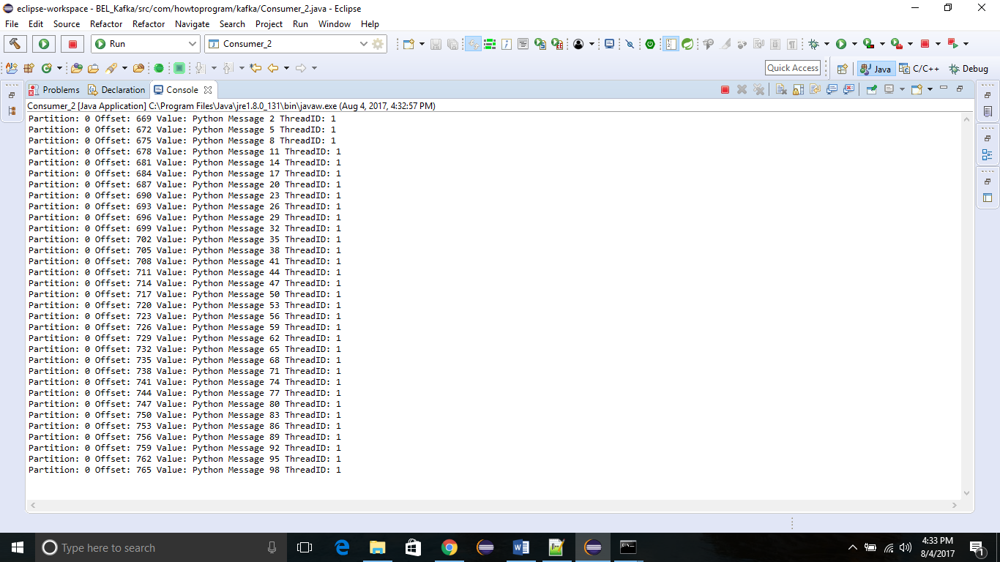 eclipse-workspace - BEL_Kafka/src/com/howtoprogram/kafka/Consumer_2.java - Eclipse
File Edit Source Refactor Refactor Navigate Search Project Run Window Help
Run Consumer_2
Quick Access Java C/C++ Debug
Problems Declaration Console
Consumer_2 [Java Application] C:\Program Files\Java\jre1.8.0_131\bin\javaw.exe (Aug 4, 2017, 4:32:57 PM)
Partition: 0 Offset: 669 Value: Python Message 2 ThreadID: 1
Partition: 0 Offset: 672 Value: Python Message 5 ThreadID: 1
Partition: 0 Offset: 675 Value: Python Message 8 ThreadID: 1
Partition: 0 Offset: 678 Value: Python Message 11 ThreadID: 1
Partition: 0 Offset: 681 Value: Python Message 14 ThreadID: 1
Partition: 0 Offset: 684 Value: Python Message 17 ThreadID: 1
Partition: 0 Offset: 687 Value: Python Message 20 ThreadID: 1
Partition: 0 Offset: 690 Value: Python Message 23 ThreadID: 1
Partition: 0 Offset: 693 Value: Python Message 26 ThreadID: 1
Partition: 0 Offset: 696 Value: Python Message 29 ThreadID: 1
Partition: 0 Offset: 699 Value: Python Message 32 ThreadID: 1
Partition: 0 Offset: 702 Value: Python Message 35 ThreadID: 1
Partition: 0 Offset: 705 Value: Python Message 38 ThreadID: 1
Partition: 0 Offset: 708 Value: Python Message 41 ThreadID: 1
Partition: 0 Offset: 711 Value: Python Message 44 ThreadID: 1
Partition: 0 Offset: 714 Value: Python Message 47 ThreadID: 1
Partition: 0 Offset: 717 Value: Python Message 50 ThreadID: 1
Partition: 0 Offset: 720 Value: Python Message 53 ThreadID: 1
Partition: 0 Offset: 723 Value: Python Message 56 ThreadID: 1
Partition: 0 Offset: 726 Value: Python Message 59 ThreadID: 1
Partition: 0 Offset: 729 Value: Python Message 62 ThreadID: 1
Partition: 0 Offset: 732 Value: Python Message 65 ThreadID: 1
Partition: 0 Offset: 735 Value: Python Message 68 ThreadID: 1
Partition: 0 Offset: 738 Value: Python Message 71 ThreadID: 1
Partition: 0 Offset: 741 Value: Python Message 74 ThreadID: 1
Partition: 0 Offset: 744 Value: Python Message 77 ThreadID: 1
Partition: 0 Offset: 747 Value: Python Message 80 ThreadID: 1
Partition: 0 Offset: 750 Value: Python Message 83 ThreadID: 1
Partition: 0 Offset: 753 Value: Python Message 86 ThreadID: 1
Partition: 0 Offset: 756 Value: Python Message 89 ThreadID: 1
Partition: 0 Offset: 759 Value: Python Message 92 ThreadID: 1
Partition: 0 Offset: 762 Value: Python Message 95 ThreadID: 1
Partition: 0 Offset: 765 Value: Python Message 98 ThreadID: 1
Type here to search
4:33 PM
8/4/2017
1